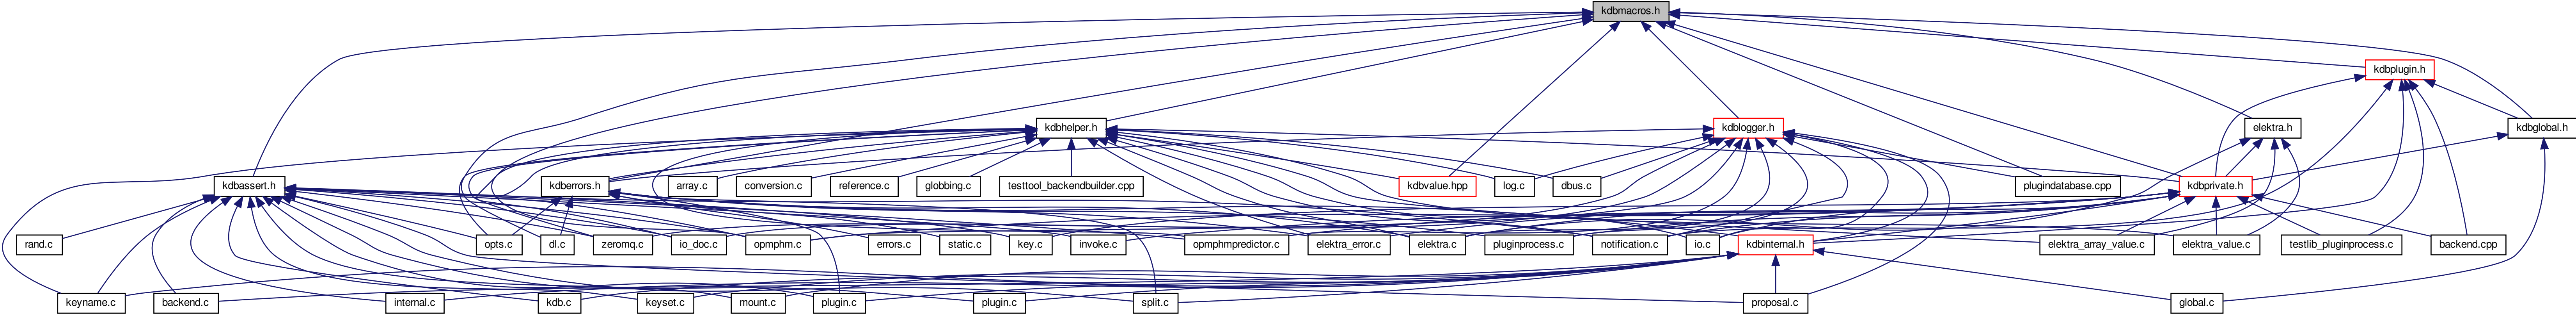 kdbmacros.h
kdbplugin.h
kdbhelper.h
kdblogger.h
elektra.h
kdbglobal.h
kdbassert.h
kdberrors.h
array.c
conversion.c
reference.c
globbing.c
testtool_backendbuilder.cpp
kdbvalue.hpp
log.c
dbus.c
plugindatabase.cpp
kdbprivate.h
rand.c
opts.c
dl.c
zeromq.c
io_doc.c
opmphm.c
errors.c
static.c
key.c
invoke.c
opmphmpredictor.c
elektra_error.c
elektra.c
pluginprocess.c
notification.c
io.c
kdbinternal.h
elektra_array_value.c
elektra_value.c
testlib_pluginprocess.c
backend.cpp
keyname.c
backend.c
internal.c
kdb.c
keyset.c
mount.c
plugin.c
plugin.c
split.c
proposal.c
global.c